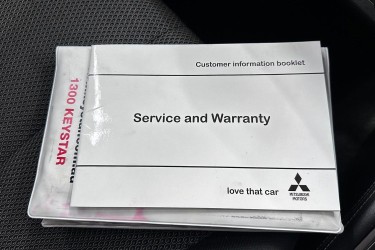 Customer information booklet
Service and Warranty
love that car
MITSUBISHI
MOTORS
1300 KEYSTAR